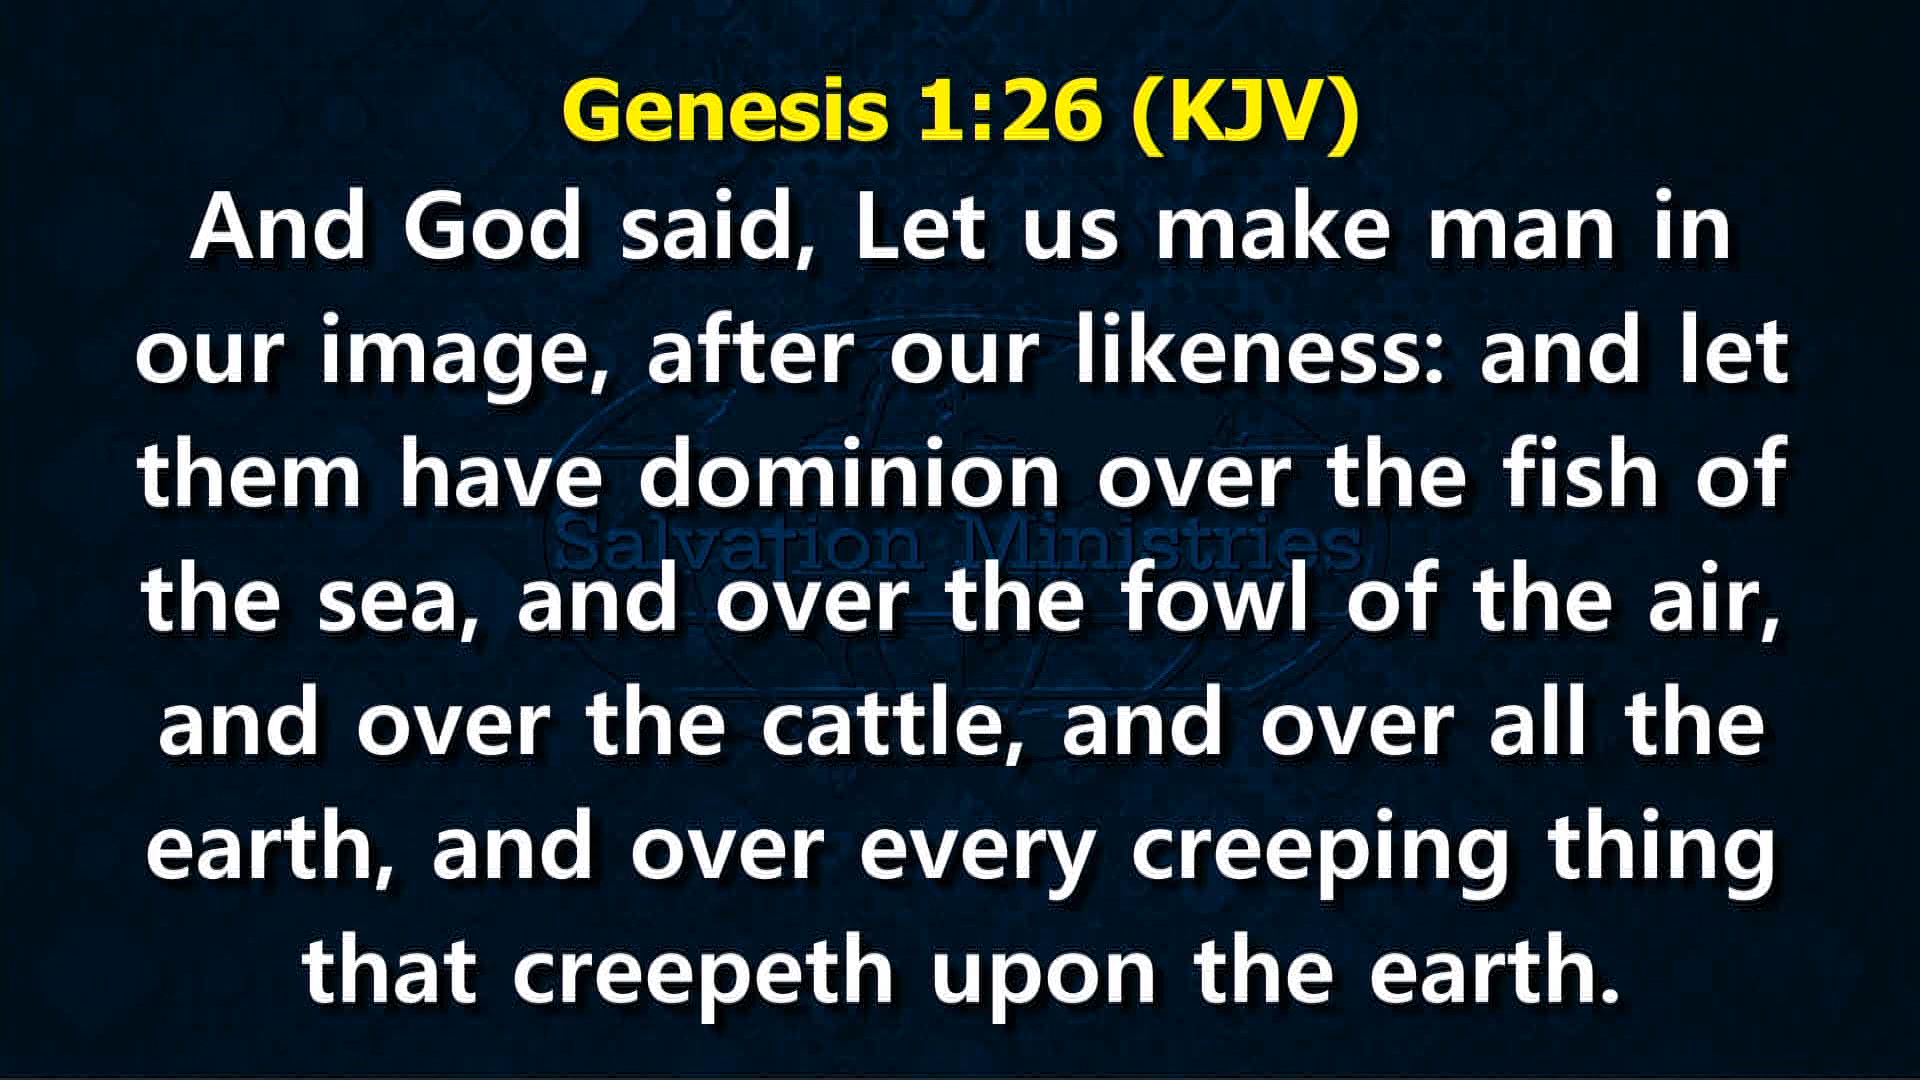 Genesis 1:26 (KJV)
And God said, Let us make man in
our image, after our likeness: and let
them have dominion over the fish of
Salvation Ministries
the sea, and over the fowl of the air,
and over the cattle, and over all the
earth, and over every creeping thing
that creepeth upon the earth.